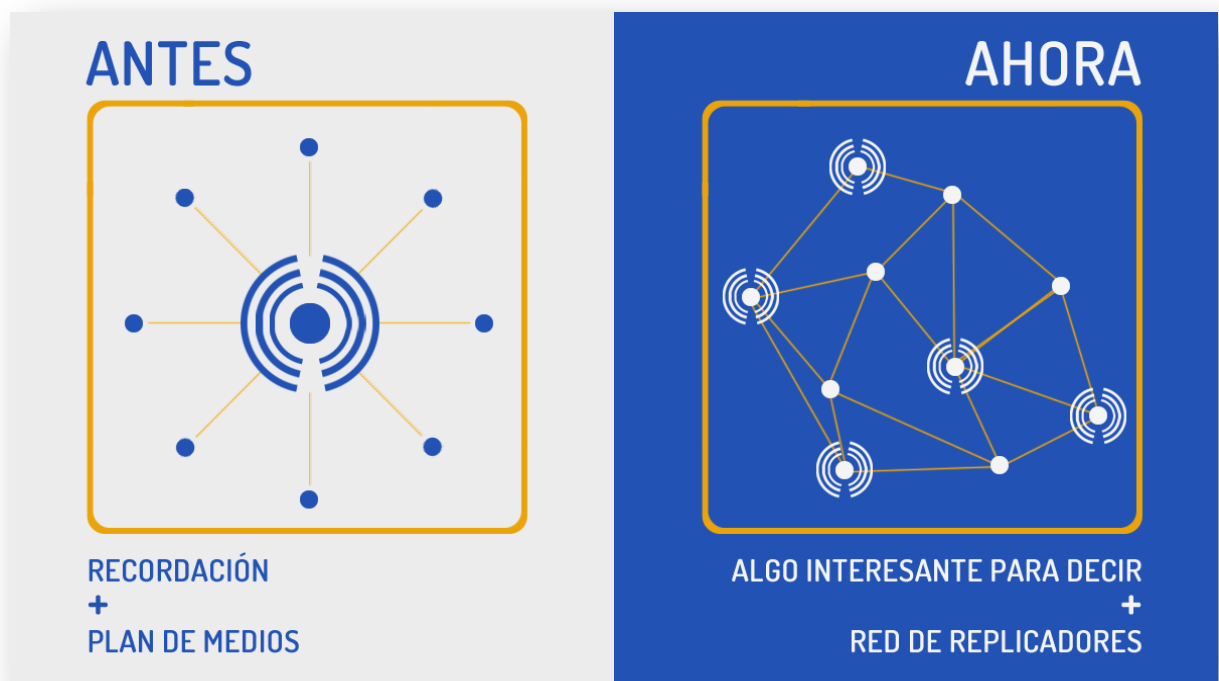 ANTES
RECORDACIÓN
+
PLAN DE MEDIOS
AHORA
ALGO INTERESANTE PARA DECIR
+
RED DE REPLICADORES